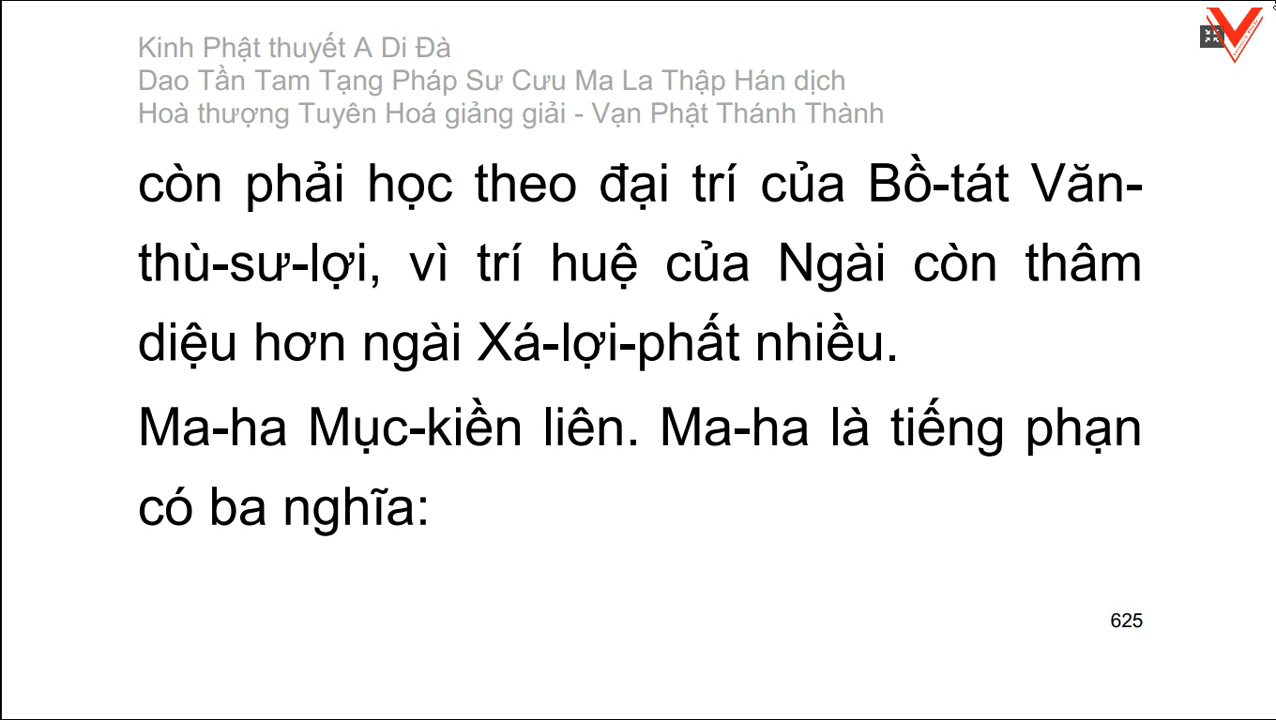 Kinh Phật thuyết A Di Đà
Dao Tần Tam Tạng Pháp Sư Cưu Ma La Thập Hán dịch
Hoà thượng Tuyên Hoá giảng giải - Vạn Phật Thánh Thành
còn phải học theo đại trí của Bồ-tát Văn-
thù-sư-lợi, vì trí huệ của Ngài còn thâm
diệu hơn ngài Xá-lợi-phất nhiều.
Ma-ha Mục-kiền liên. Ma-ha là tiếng phạn
có ba nghĩa:
625